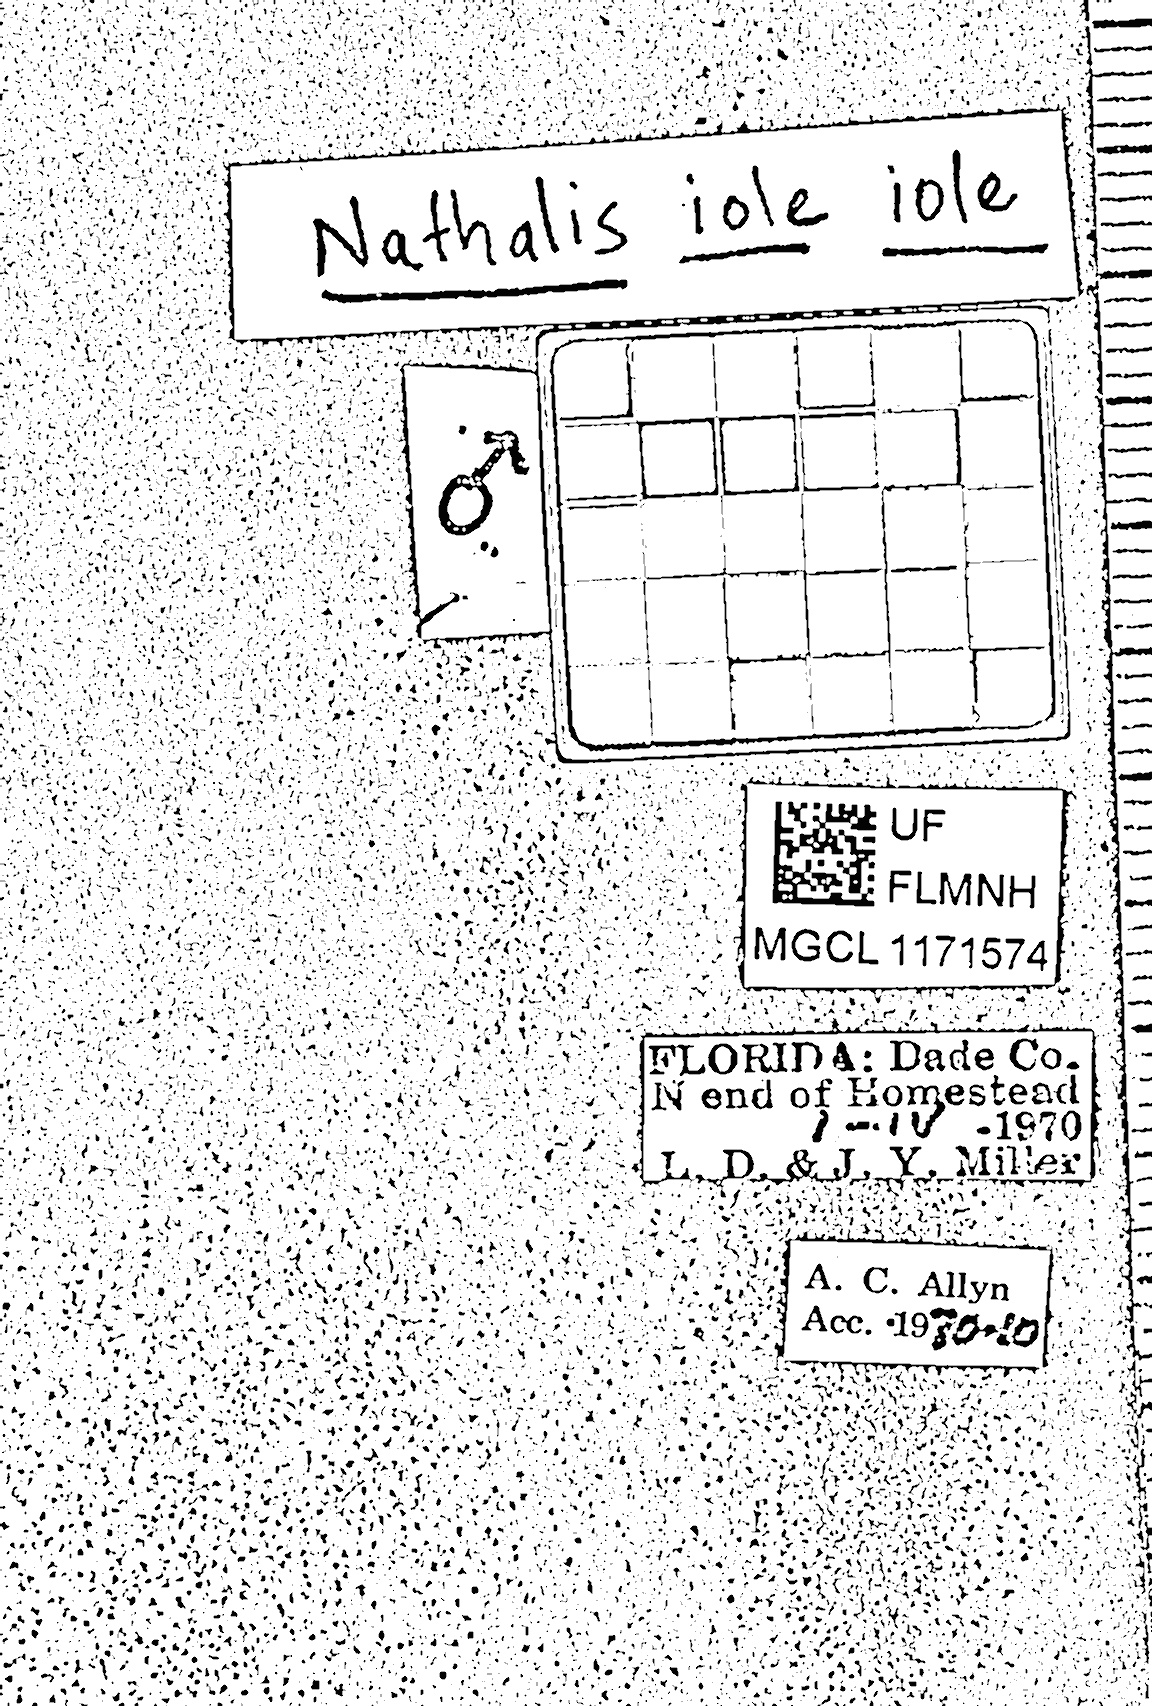 Nathalis iole iole
♂
UF
FLMNH
MGCL 1171574
FLORIDA: Dade Co.
N end of Homestead
1-IV -1970
L. D. & J. Y. Miller
A. C. Allyn
Acc. 1970-10